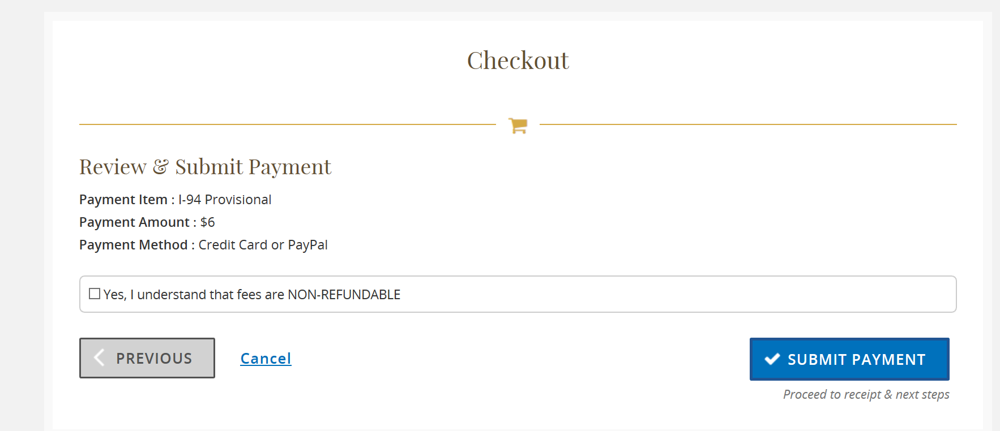 Checkout
Review & Submit Payment
Payment Item : I-94 Provisional
Payment Amount : $6
Payment Method : Credit Card or PayPal
Yes, I understand that fees are NON-REFUNDABLE
PREVIOUS
Cancel
SUBMIT PAYMENT
Proceed to receipt & next steps